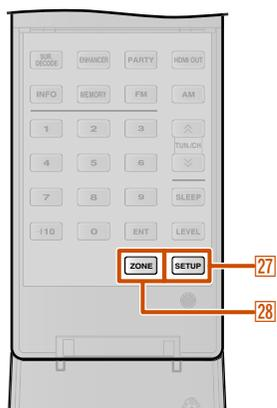 SUR. DECODE ENHANCER PARTY HDMI OUT
INFO MEMORY FM AM
1 2 3
TUN./CH
4 5 6
7 8 9 SLEEP
+10 0 ENT LEVEL
ZONE SETUP 27
28